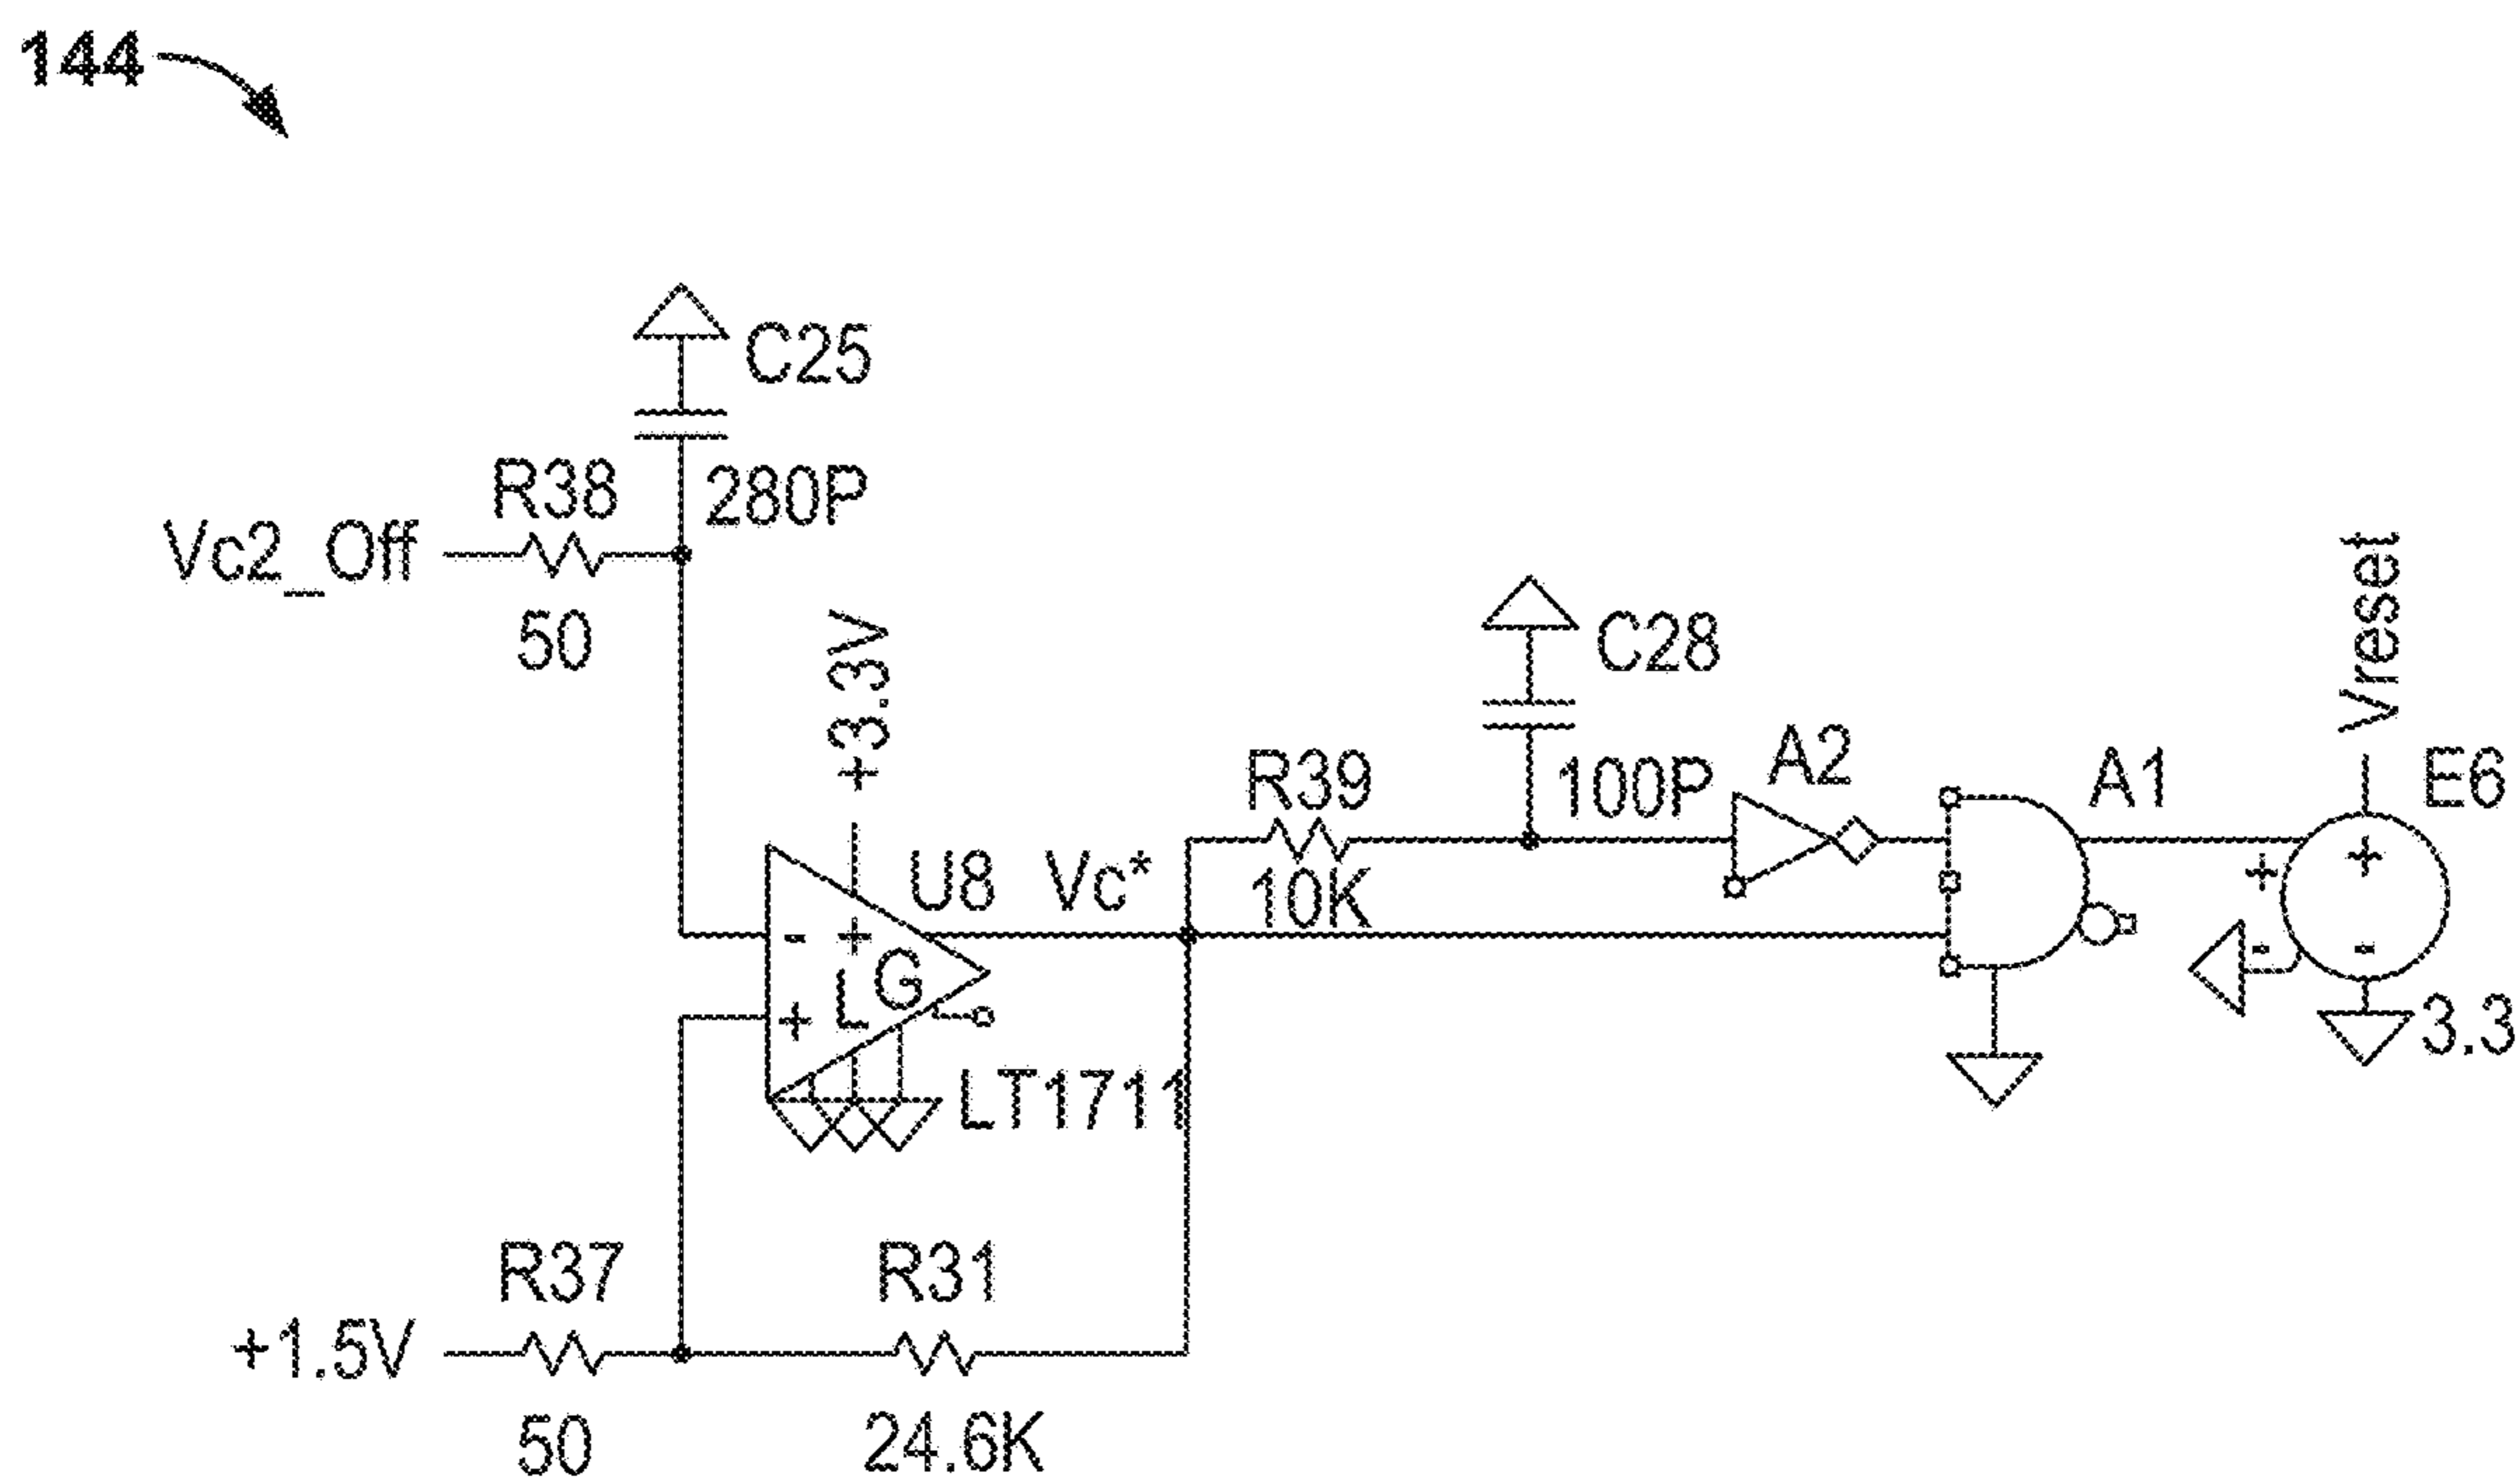 144
C25
280P
R38
Vc2_Off
50
+3.3V
C28
100P
R39
10K
A2
A1
Vreset
E6
3.3
+
-
+
-
U8
Vc*
-
+
+
L
G
LT1711
R37
+1.5V
50
R31
24.6K